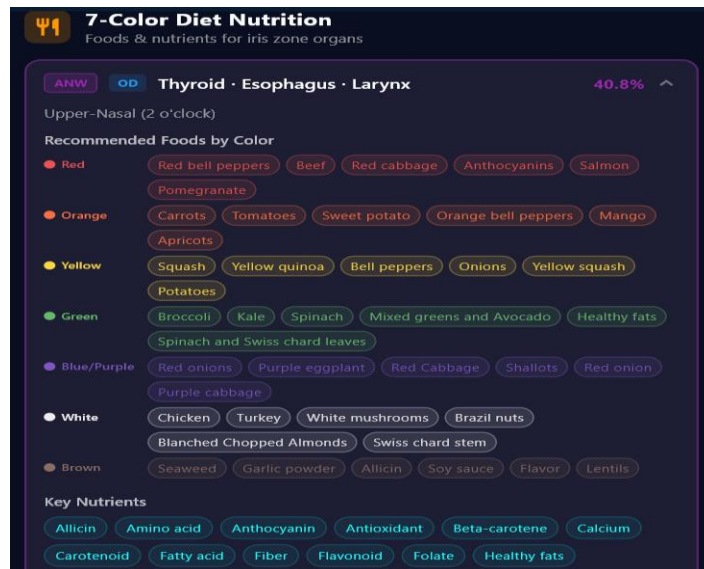 7-Color Diet Nutrition
Foods & nutrients for iris zone organs
ANW OD Thyroid · Esophagus · Larynx 40.8%
Upper-Nasal (2 o'clock)
Recommended Foods by Color
Red Red bell peppers Beef Red cabbage Anthocyanins Salmon
Pomegranate
Orange Carrots Tomatoes Sweet potato Orange bell peppers Mango
Apricots
Yellow Squash Yellow quinoa Bell peppers Onions Yellow squash
Potatoes
Green Broccoli Kale Spinach Mixed greens and Avocado Healthy fats
Spinach and Swiss chard leaves
Blue/Purple Red onions Purple eggplant Red Cabbage Shallots Red onion
Purple cabbage
White Chicken Turkey White mushrooms Brazil nuts
Blanched Chopped Almonds Swiss chard stem
Brown Seaweed Garlic powder Allicin Soy sauce Flavor Lentils
Key Nutrients
Allicin Amino acid Anthocyanin Antioxidant Beta-carotene Calcium
Carotenoid Fatty acid Fiber Flavonoid Folate Healthy fats